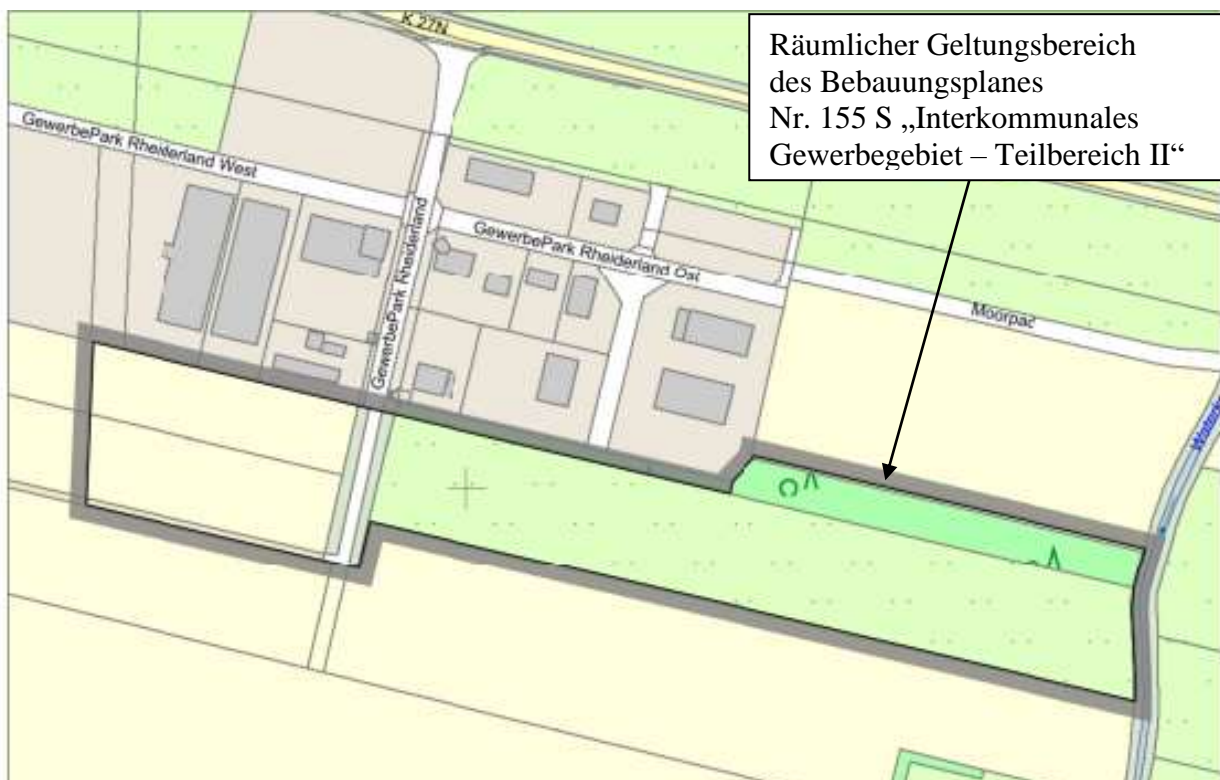 K 27N
Räumlicher Geltungsbereich
des Bebauungsplanes
Nr. 155 S „Interkommunales
Gewerbegebiet – Teilbereich II“
GewerbePark Rheiderland West
GewerbePark Rheiderland
GewerbePark Rheiderland Ost
Moorpad